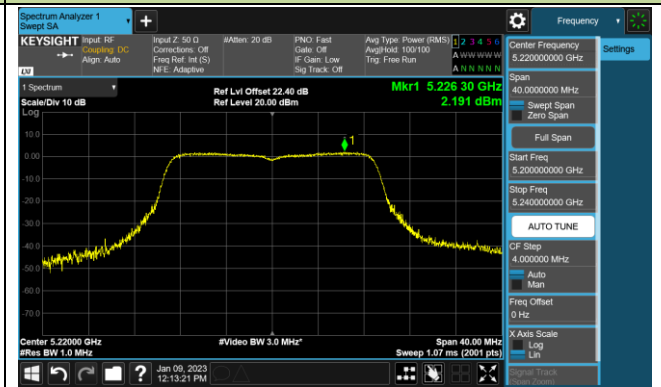 Spectrum Analyzer 1
Swept SA
Frequency
KEYSIGHT
Input: RF
Coupling: DC
Align: Auto
Input Z: 50 Ω
Corrections: Off
Freq Ref: Int (S)
NFE: Adaptive
#Atten: 20 dB
PNO: Fast
Gate: Off
IF Gain: Low
Sig Track: Off
Avg Type: Power (RMS)
Avg|Hold: 100/100
Trig: Free Run
1 2 3 4 5 6
A W W W W W
A N N N N N
LXI
1 Spectrum
Scale/Div 10 dB
Log
Ref Lvl Offset 22.40 dB
Ref Level 20.00 dBm
Mkr1 5.226 30 GHz
2.191 dBm
1
10.0
0.00
-10.0
-20.0
-30.0
-40.0
-50.0
-60.0
-70.0
Center 5.22000 GHz
#Res BW 1.0 MHz
#Video BW 3.0 MHz*
Span 40.00 MHz
Sweep 1.07 ms (2001 pts)
Center Frequency
5.220000000 GHz
Settings
Span
40.0000000 MHz
Swept Span
Zero Span
Full Span
Start Freq
5.200000000 GHz
Stop Freq
5.240000000 GHz
AUTO TUNE
CF Step
4.000000 MHz
Auto
Man
Freq Offset
0 Hz
X Axis Scale
Log
Lin
Signal Track
(Span Zoom)
?
Jan 09, 2023
12:13:21 PM